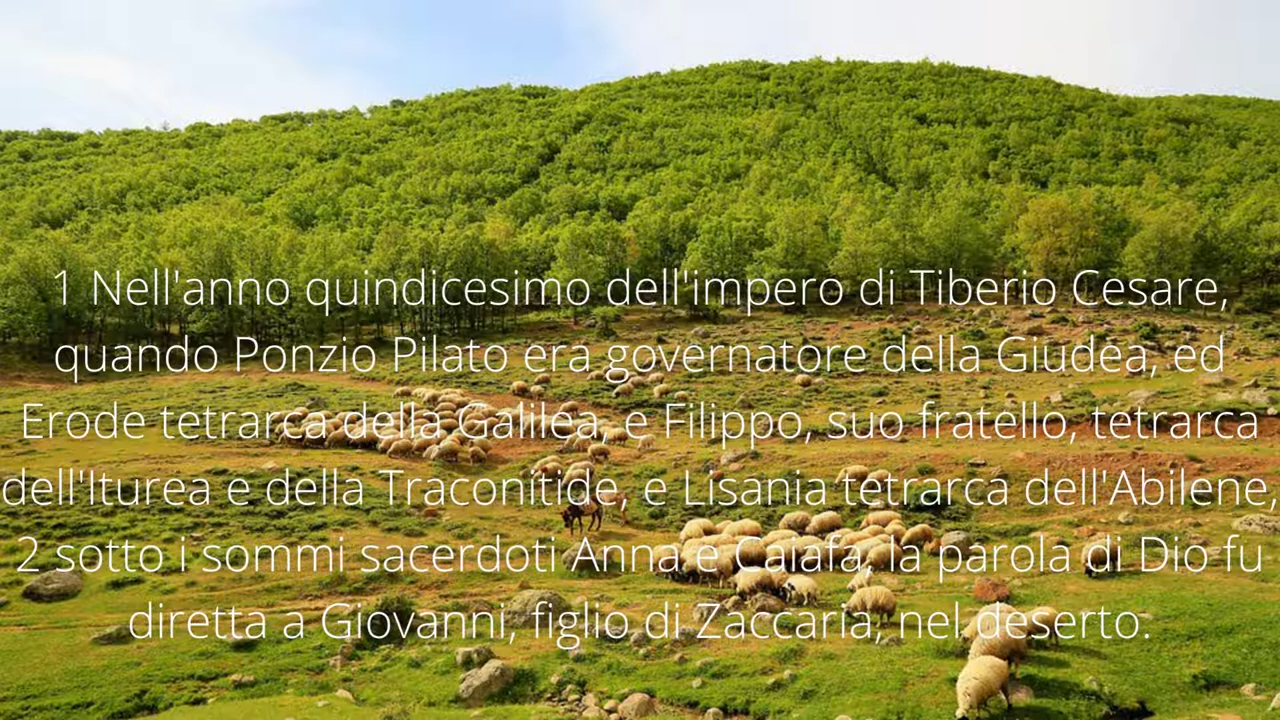 1 Nell'anno quindicesimo dell'impero di Tiberio Cesare,
quando Ponzio Pilato era governatore della Giudea, ed
Erode tetrarca della Galilea, e Filippo, suo fratello, tetrarca
dell'Iturea e della Traconìtide, e Lisania tetrarca dell'Abilene,
2 sotto i sommi sacerdoti Anna e Caiafa, la parola di Dio fu
diretta a Giovanni, figlio di Zaccaria, nel deserto.